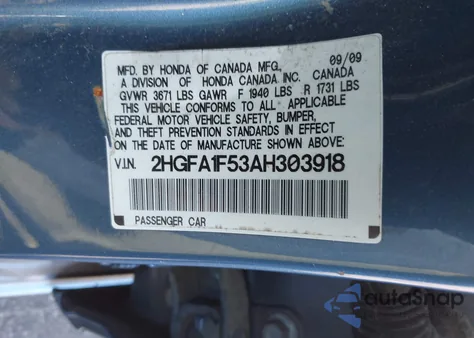 MFD. BY HONDA OF CANADA MFG., 09/09
A DIVISION OF HONDA CANADA INC. CANADA
GVWR 3671 LBS GAWR F 1940 LBS R 1731 LBS
THIS VEHICLE CONFORMS TO ALL APPLICABLE
FEDERAL MOTOR VEHICLE SAFETY, BUMPER,
AND THEFT PREVENTION STANDARDS IN EFFECT
ON THE DATE OF MANUFACTURE SHOWN ABOVE.
V.I.N. 2HGFA1F53AH303918
PASSENGER CAR
autoSnap